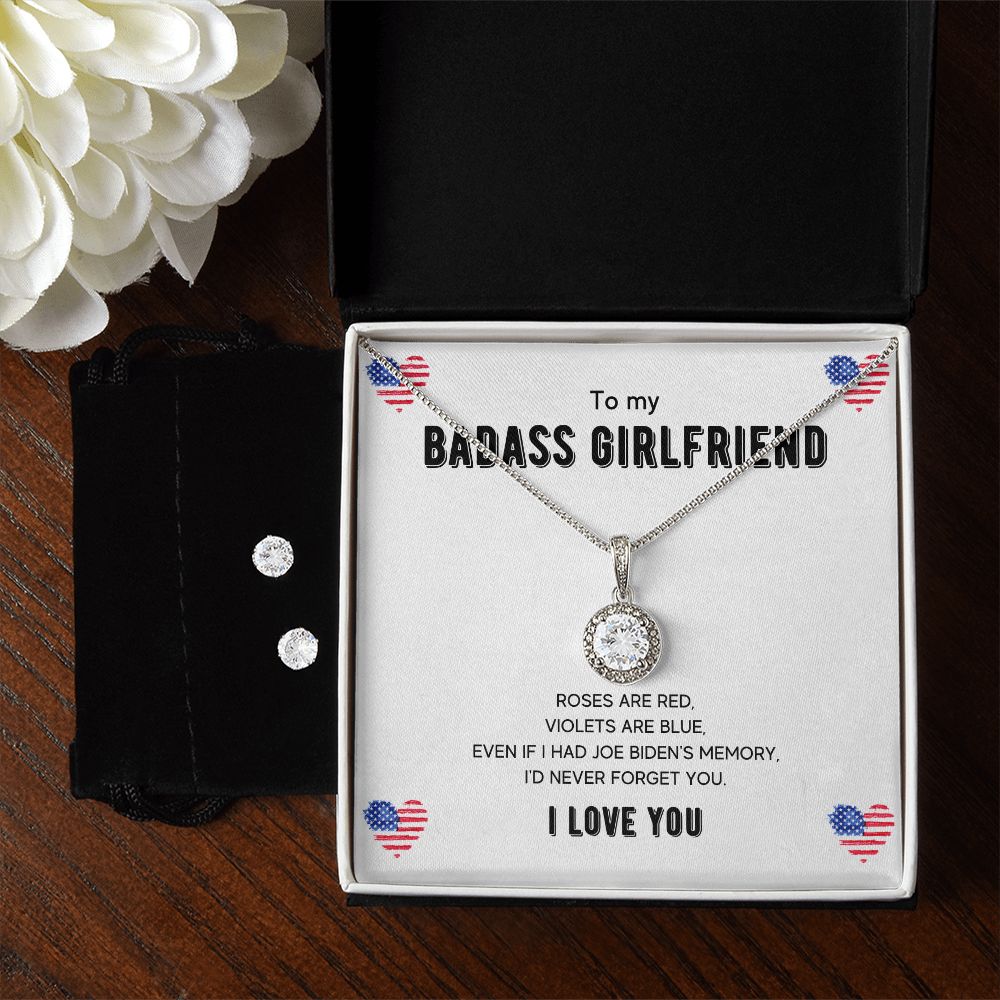 To my
BADASS GIRLFRIEND
ROSES ARE RED,
VIOLETS ARE BLUE,
EVEN IF I HAD JOE BIDEN'S MEMORY,
I'D NEVER FORGET YOU.
I LOVE YOU